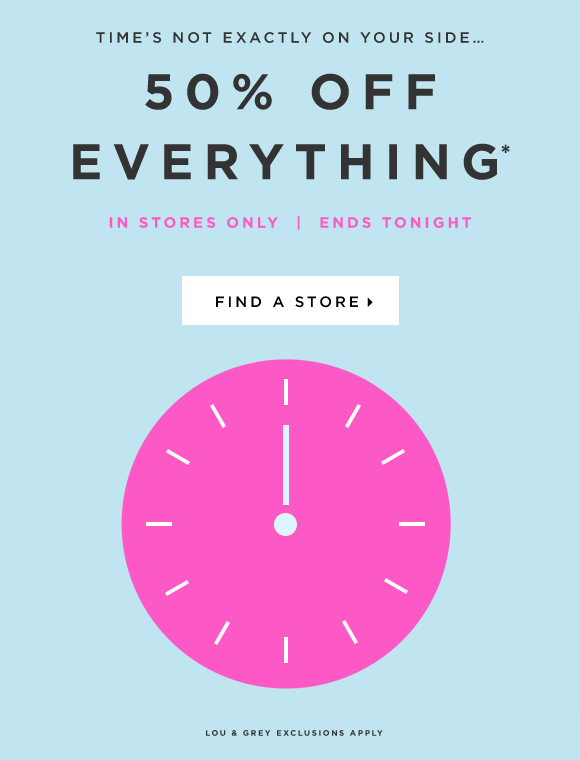 TIME'S NOT EXACTLY ON YOUR SIDE...
50% OFF
EVERYTHING*
IN STORES ONLY | ENDS TONIGHT
FIND A STORE
LOU & GREY EXCLUSIONS APPLY